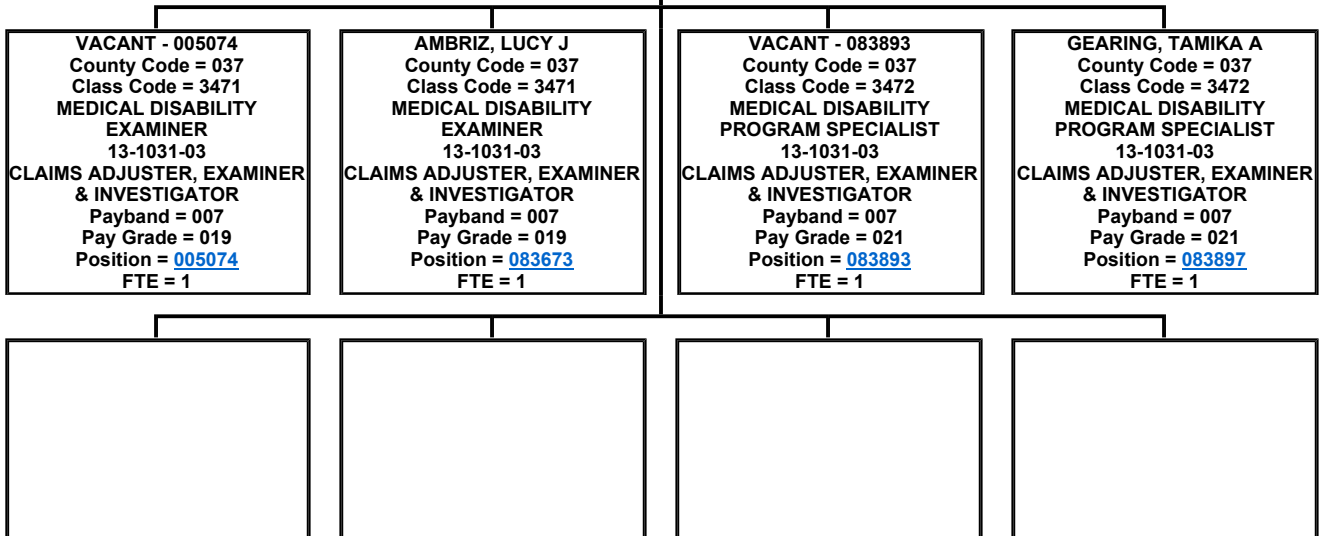 VACANT - 005074
County Code = 037
Class Code = 3471
MEDICAL DISABILITY
EXAMINER
13-1031-03
CLAIMS ADJUSTER, EXAMINER
& INVESTIGATOR
Payband = 007
Pay Grade = 019
Position = 005074
FTE = 1
AMBRIZ, LUCY J
County Code = 037
Class Code = 3471
MEDICAL DISABILITY
EXAMINER
13-1031-03
CLAIMS ADJUSTER, EXAMINER
& INVESTIGATOR
Payband = 007
Pay Grade = 019
Position = 083673
FTE = 1
VACANT - 083893
County Code = 037
Class Code = 3472
MEDICAL DISABILITY
PROGRAM SPECIALIST
13-1031-03
CLAIMS ADJUSTER, EXAMINER
& INVESTIGATOR
Payband = 007
Pay Grade = 021
Position = 083893
FTE = 1
GEARING, TAMIKA A
County Code = 037
Class Code = 3472
MEDICAL DISABILITY
PROGRAM SPECIALIST
13-1031-03
CLAIMS ADJUSTER, EXAMINER
& INVESTIGATOR
Payband = 007
Pay Grade = 021
Position = 083897
FTE = 1